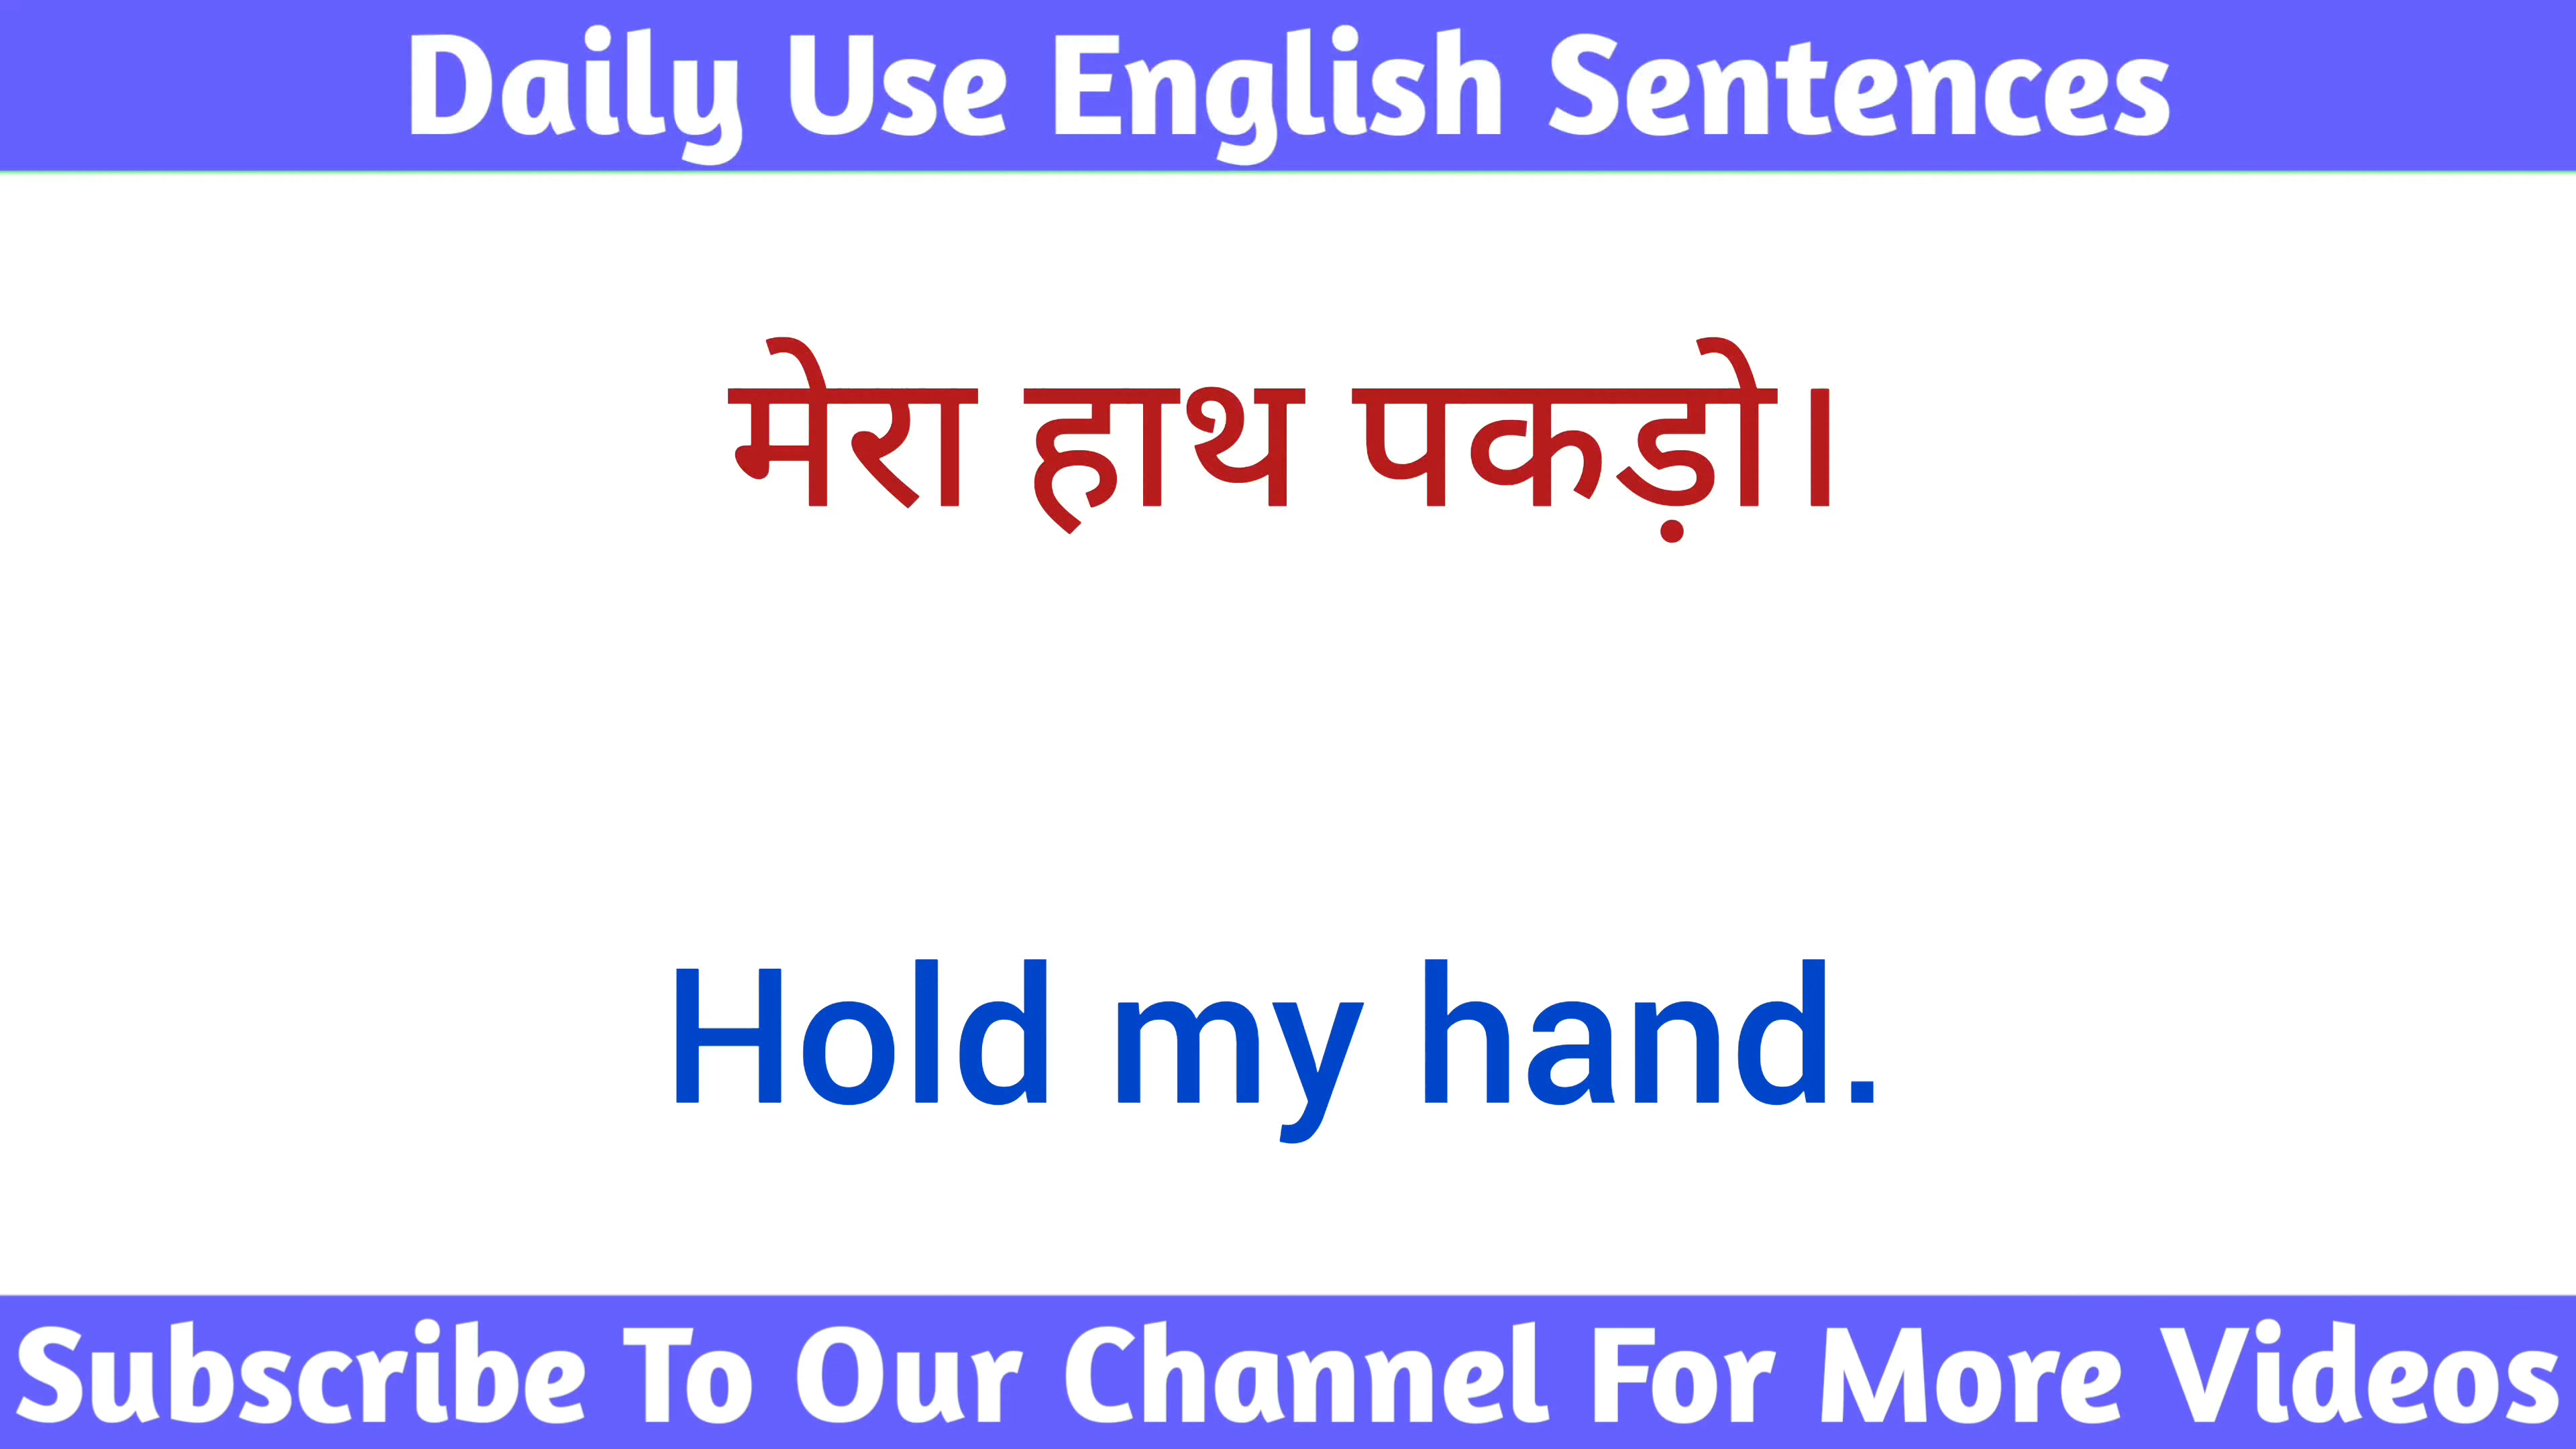 Daily Use English Sentences
मेरा हाथ पकड़ो।
Hold my hand.
Subscribe To Our Channel For More Videos